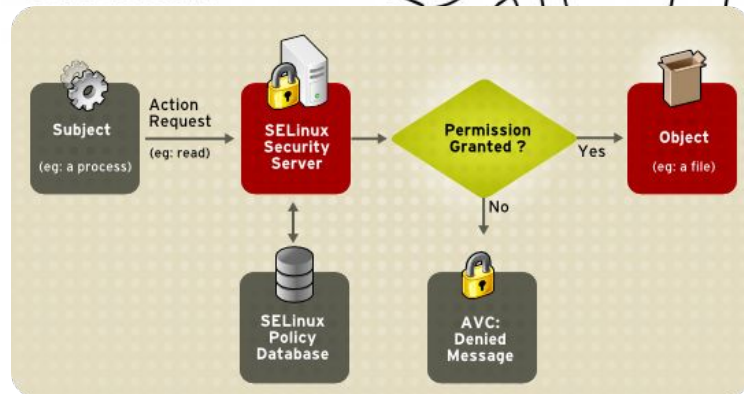 Subject
(eg: a process)
Action
Request
(eg: read)
SELinux
Security
Server
Permission
Granted ?
Yes
Object
(eg: a file)
No
SELinux
Policy
Database
AVC:
Denied
Message